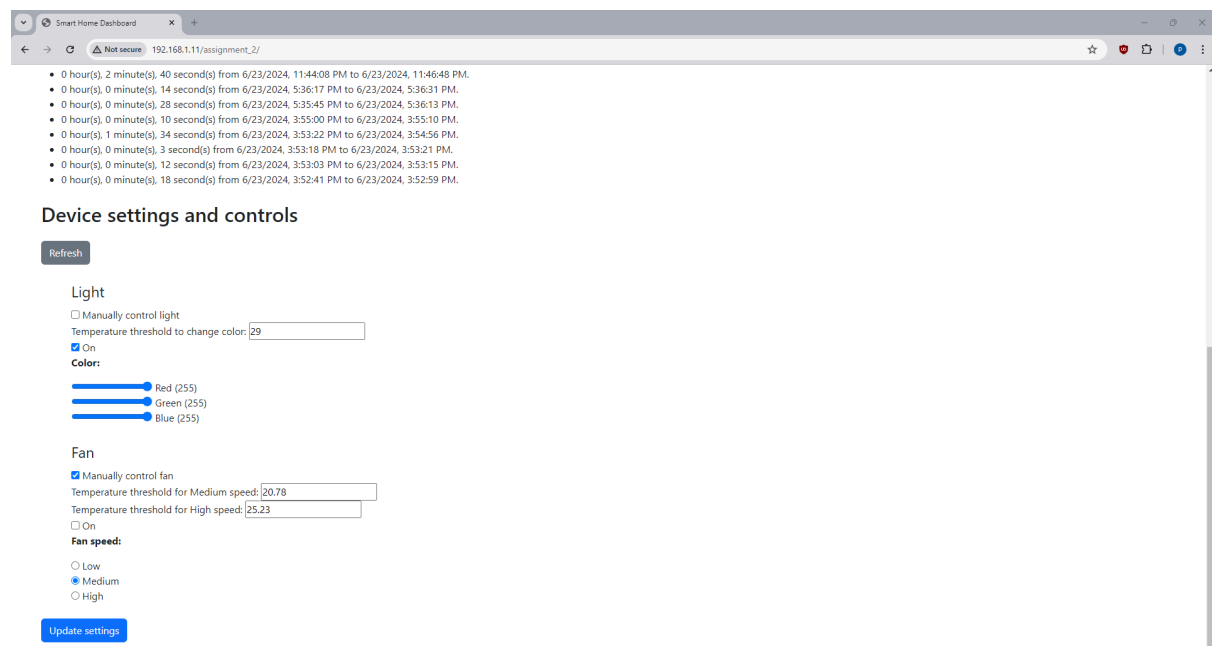 Smart Home Dashboard
Not secure 192.168.1.11/assignment_2/
P
0 hour(s), 2 minute(s), 40 second(s) from 6/23/2024, 11:44:08 PM to 6/23/2024, 11:46:48 PM.
0 hour(s), 0 minute(s), 14 second(s) from 6/23/2024, 5:36:17 PM to 6/23/2024, 5:36:31 PM.
0 hour(s), 0 minute(s), 28 second(s) from 6/23/2024, 5:35:45 PM to 6/23/2024, 5:36:13 PM.
0 hour(s), 0 minute(s), 10 second(s) from 6/23/2024, 3:55:00 PM to 6/23/2024, 3:55:10 PM.
0 hour(s), 1 minute(s), 34 second(s) from 6/23/2024, 3:53:22 PM to 6/23/2024, 3:54:56 PM.
0 hour(s), 0 minute(s), 3 second(s) from 6/23/2024, 3:53:18 PM to 6/23/2024, 3:53:21 PM.
0 hour(s), 0 minute(s), 12 second(s) from 6/23/2024, 3:53:03 PM to 6/23/2024, 3:53:15 PM.
0 hour(s), 0 minute(s), 18 second(s) from 6/23/2024, 3:52:41 PM to 6/23/2024, 3:52:59 PM.
Device settings and controls
Refresh
Light
Manually control light
Temperature threshold to change color: 29
On
Color:
Red (255)
Green (255)
Blue (255)
Fan
Manually control fan
Temperature threshold for Medium speed: 20.78
Temperature threshold for High speed: 25.23
On
Fan speed:
Low
Medium
High
Update settings